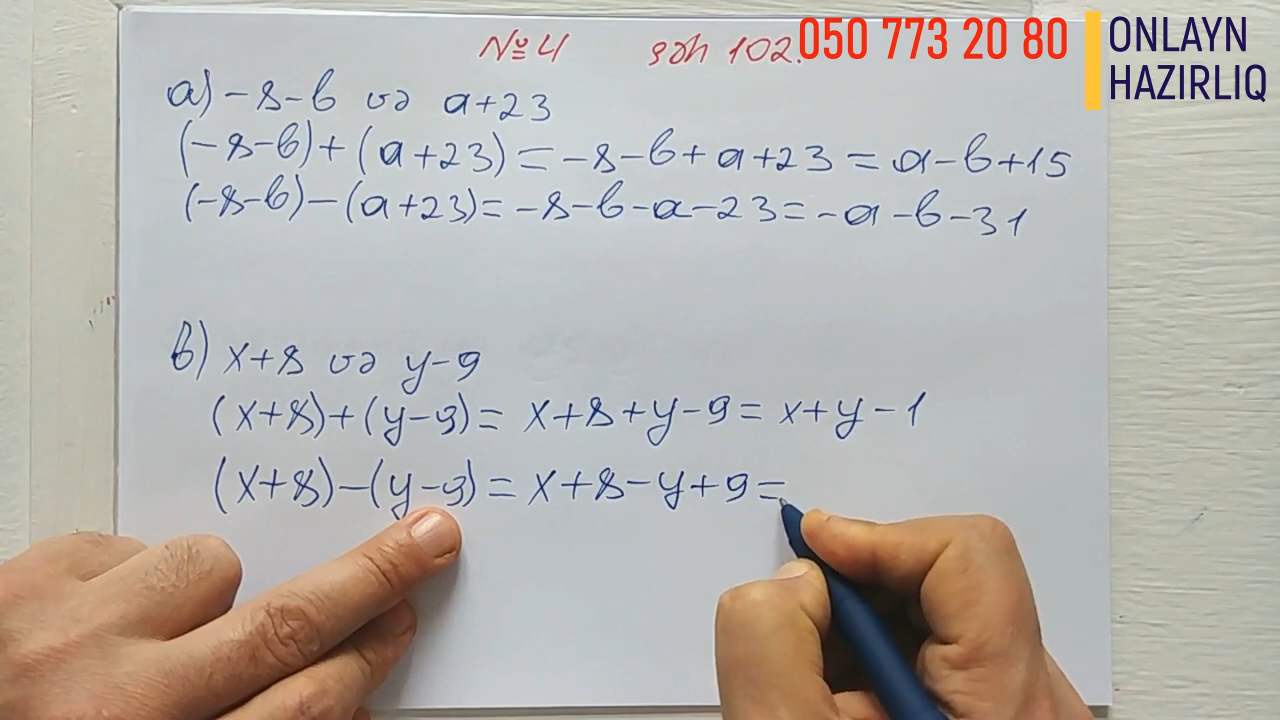 №4 səh 102.
050 773 20 80
ONLAYN
HAZIRLIQ
a) -8-b və a+23
(-8-b)+(a+23)=-8-b+a+23=a-b+15
(-8-b)-(a+23)=-8-b-a-23=-a-b-31
b) x+8 və y-9
(x+8)+(y-9)=x+8+y-9=x+y-1
(x+8)-(y-9)=x+8-y+9=